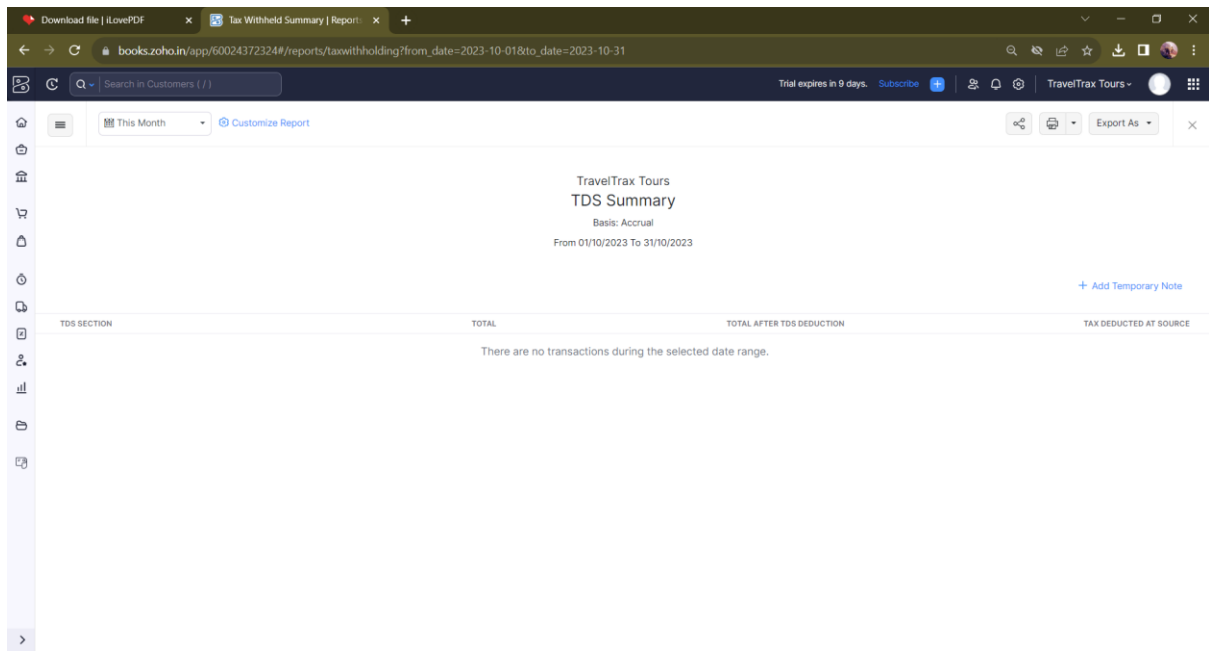 Download file | iLovePDF
Tax Withheld Summary | Reports
books.zoho.in/app/60024372324#/reports/taxwithholding?from_date=2023-10-01&to_date=2023-10-31
Search in Customers ( / )
Trial expires in 9 days. Subscribe
TravelTrax Tours
This Month
Customize Report
Export As
TravelTrax Tours
TDS Summary
Basis: Accrual
From 01/10/2023 To 31/10/2023
+ Add Temporary Note
TDS SECTION TOTAL TOTAL AFTER TDS DEDUCTION TAX DEDUCTED AT SOURCE
There are no transactions during the selected date range.